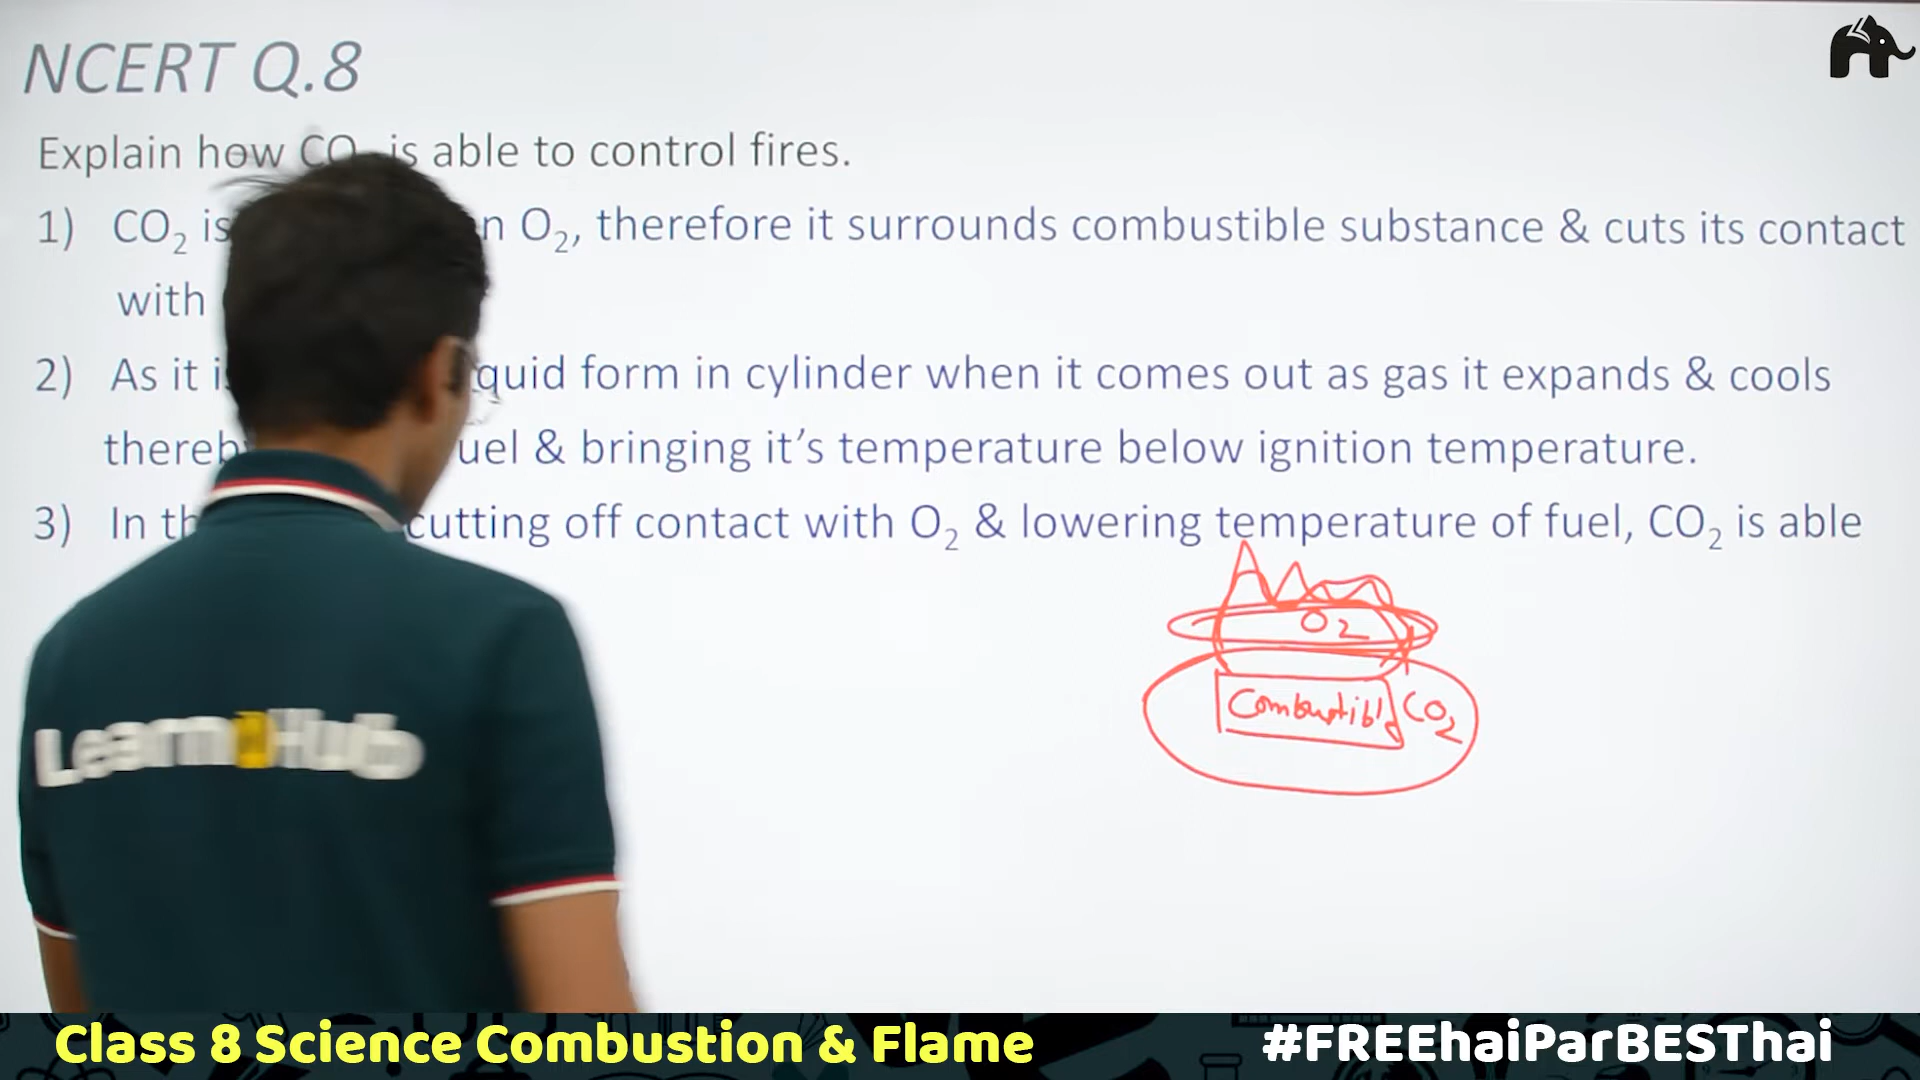 NCERT Q.8
Explain how CO is able to control fires.
1) CO₂ is n O₂, therefore it surrounds combustible substance & cuts its contact
with
2) As it is quid form in cylinder when it comes out as gas it expands & cools
thereb uel & bringing it’s temperature below ignition temperature.
3) In th cutting off contact with O₂ & lowering temperature of fuel, CO₂ is able
O2
Combustibl CO2
LearnoHub
Class 8 Science Combustion & Flame
#FREEhaiParBESThai